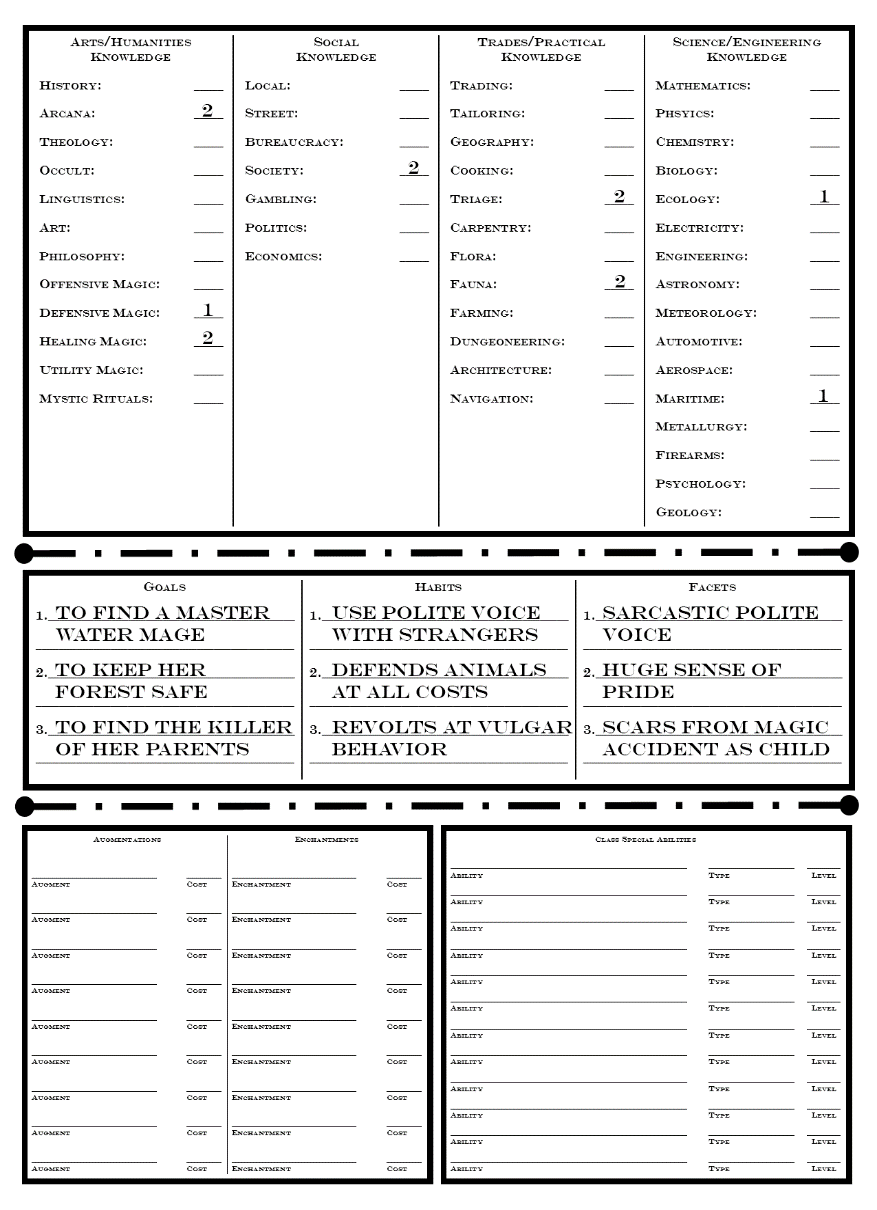 Arts/Humanities
Knowledge
History:
Arcana: 2
Theology:
Occult:
Linguistics:
Art:
Philosophy:
Offensive Magic:
Defensive Magic: 1
Healing Magic: 2
Utility Magic:
Mystic Rituals:
Social
Knowledge
Local:
Street:
Bureaucracy:
Society: 2
Gambling:
Politics:
Economics:
Trades/Practical
Knowledge
Trading:
Tailoring:
Geography:
Cooking:
Triage: 2
Carpentry:
Flora:
Fauna: 2
Farming:
Dungeoneering:
Architecture:
Navigation:
Science/Engineering
Knowledge
Mathematics:
Phsyics:
Chemistry:
Biology:
Ecology: 1
Electricity:
Engineering:
Astronomy:
Meteorology:
Automotive:
Aerospace:
Maritime: 1
Metallurgy:
Firearms:
Psychology:
Geology:
Goals
1. TO FIND A MASTER
WATER MAGE
2. TO KEEP HER
FOREST SAFE
3. TO FIND THE KILLER
OF HER PARENTS
Habits
1. USE POLITE VOICE
WITH STRANGERS
2. DEFENDS ANIMALS
AT ALL COSTS
3. REVOLTS AT VULGAR
BEHAVIOR
Facets
1. SARCASTIC POLITE
VOICE
2. HUGE SENSE OF
PRIDE
3. SCARS FROM MAGIC
ACCIDENT AS CHILD
Augmentations
Augment Cost
Augment Cost
Augment Cost
Augment Cost
Augment Cost
Augment Cost
Augment Cost
Augment Cost
Augment Cost
Enchantments
Enchantment Cost
Enchantment Cost
Enchantment Cost
Enchantment Cost
Enchantment Cost
Enchantment Cost
Enchantment Cost
Enchantment Cost
Enchantment Cost
Class Special Abilities
Ability Type Level
Ability Type Level
Ability Type Level
Ability Type Level
Ability Type Level
Ability Type Level
Ability Type Level
Ability Type Level
Ability Type Level
Ability Type Level
Ability Type Level
Ability Type Level